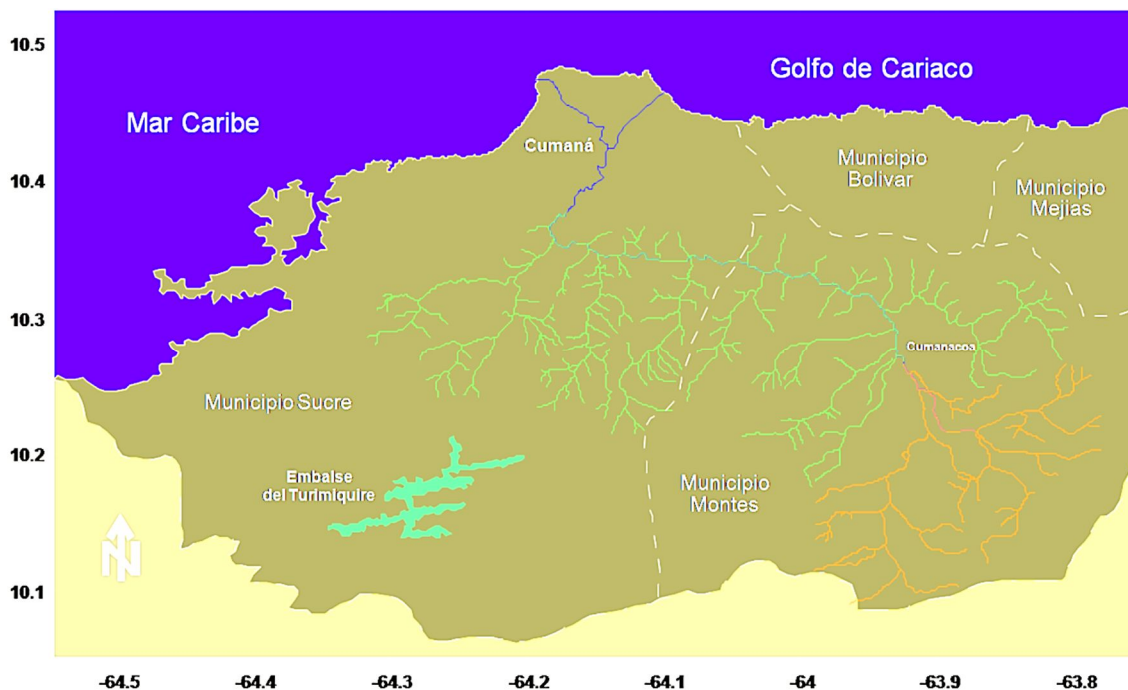 10.5
Golfo de Cariaco
Mar Caribe
Cumaná
10.4
Municipio
Bolivar
Municipio
Mejias
10.3
Cumanacoa
Municipio Sucre
10.2
Embalse
del Turimiquire
Municipio
Montes
N
10.1
-64.5 -64.4 -64.3 -64.2 -64.1 -64 -63.9 -63.8